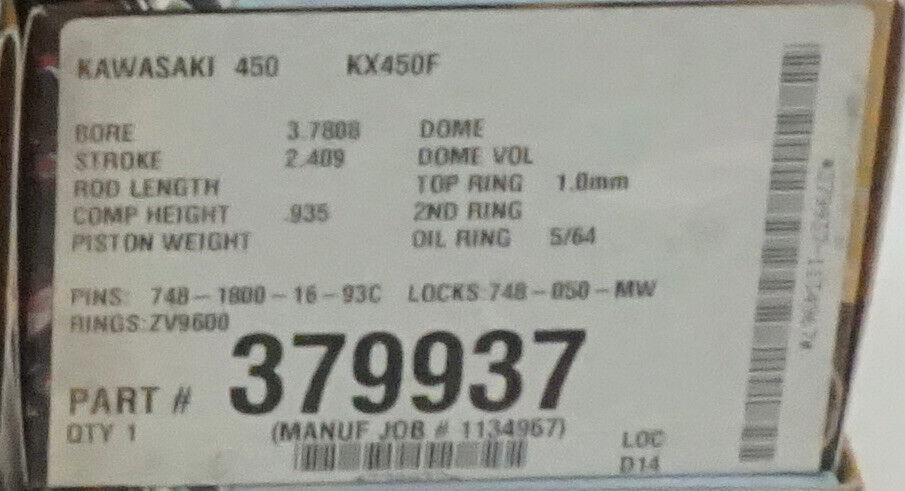 KAWASAKI 450 KX450F
BORE 3.7808 DOME
STROKE 2.409 DOME VOL
ROD LENGTH TOP RING 1.0mm
COMP HEIGHT .935 2ND RING
PISTON WEIGHT OIL RING 5/64
PINS: 748-1800-16-93C LOCKS:748-050-MW
RINGS:ZV9600
PART # 379937
QTY 1 (MANUF JOB # 1134967)
LOC
D14